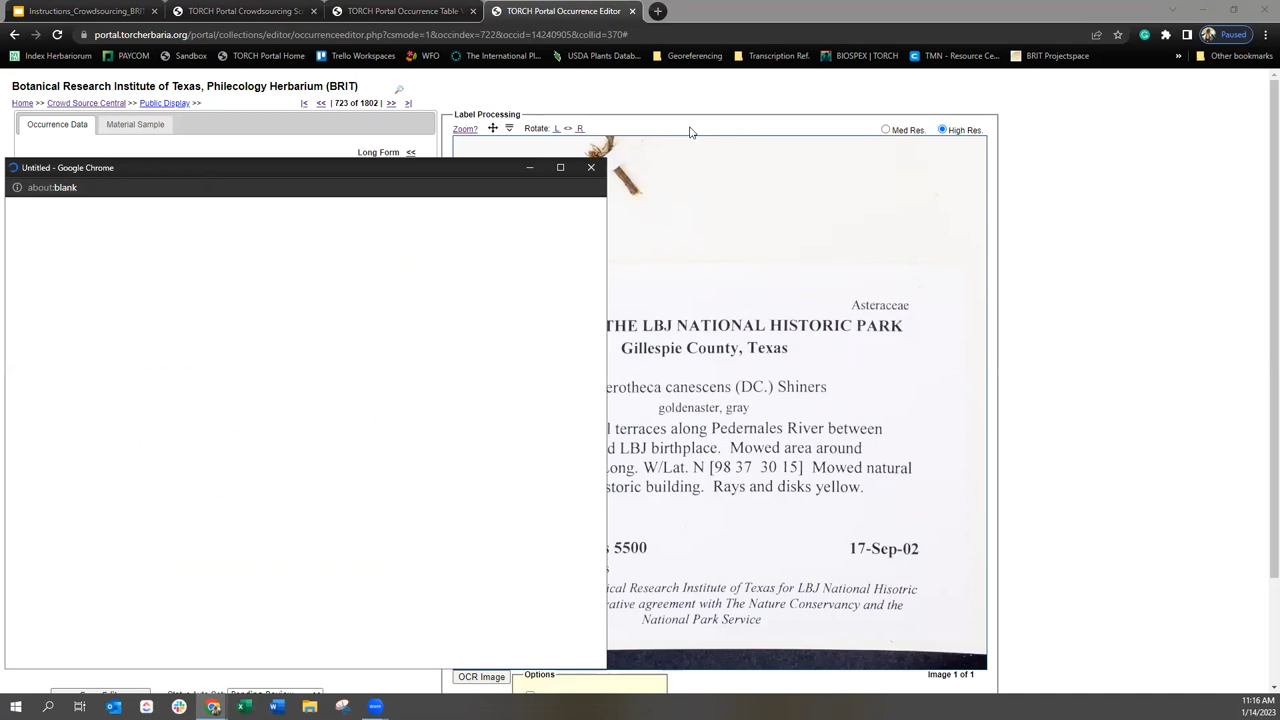 Instructions_Crowdsourcing_BRIT
TORCH Portal Crowdsourcing Sc
TORCH Portal Occurrence Table V
TORCH Portal Occurrence Editor
portal.torcherbaria.org/portal/collections/editor/occurrenceeditor.php?csmode=1&occindex=722&occid=14240905&collid=370#
Paused
Index Herbarium
PAYCOM
Sandbox
TORCH Portal Home
Trello Workspaces
WFO
The International Pl...
USDA Plants Datab...
Georeferencing
Transcription Ref.
BIOSPEX | TORCH
TMN - Resource Ce...
BRIT Projectspace
»
Other bookmarks
Botanical Research Institute of Texas, Philecology Herbarium (BRIT)
Home >> Crowd Source Central >> Public Display >>
|< << | 723 of 1802 | >> >|
Occurrence Data
Material Sample
Long Form <<
Label Processing
Zoom?
Rotate: L <> R
Med Res.
High Res.
Untitled - Google Chrome
about:blank
Asteraceae
THE LBJ NATIONAL HISTORIC PARK
Gillespie County, Texas
erotheca canescens (DC.) Shiners
goldenaster, gray
l terraces along Pedernales River between
d LBJ birthplace. Mowed area around
ong. W/Lat. N [98 37 30 15] Mowed natural
storic building. Rays and disks yellow.
s 5500
17-Sep-02
s
ical Research Institute of Texas for LBJ National Hisotric
rative agreement with The Nature Conservancy and the
National Park Service
OCR Image
Options
Image 1 of 1
Pending Review
11:16 AM
1/14/2023